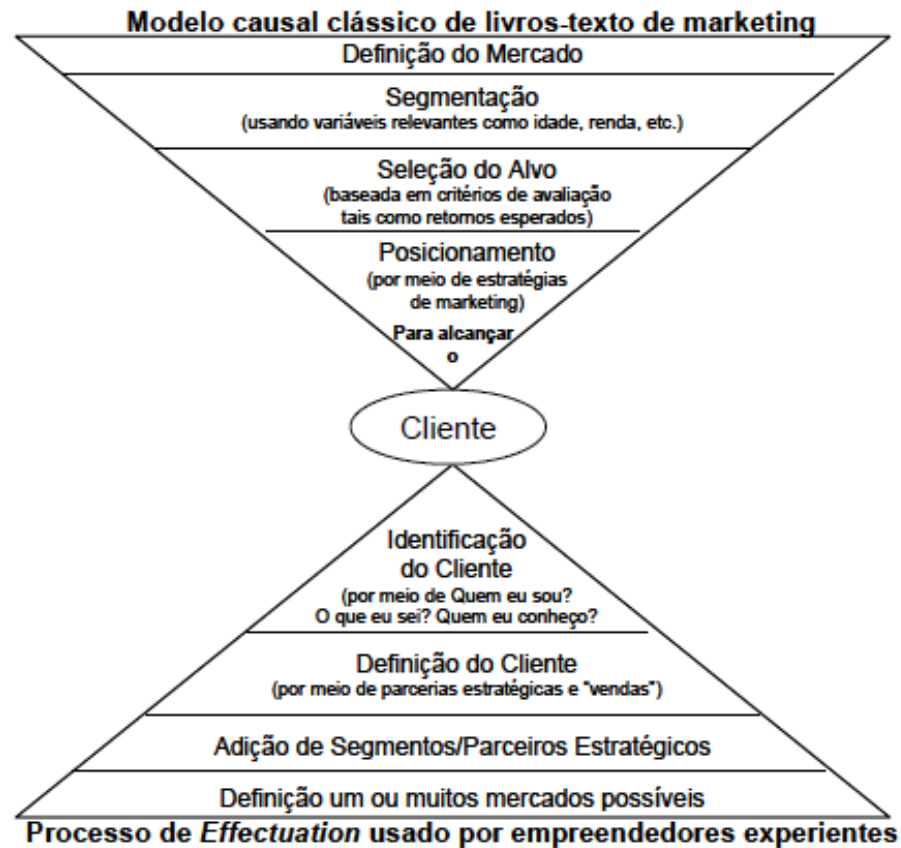 Modelo causal clássico de livros-texto de marketing
Definição do Mercado
Segmentação
(usando variáveis relevantes como idade, renda, etc.)
Seleção do Alvo
(baseada em critérios de avaliação
tais como retornos esperados)
Posicionamento
(por meio de estratégias
de marketing)
Para alcançar
o
Cliente
Identificação
do Cliente
(por meio de Quem eu sou?
O que eu sei? Quem eu conheço?
Definição do Cliente
(por meio de parcerias estratégicas e "vendas")
Adição de Segmentos/Parceiros Estratégicos
Definição um ou muitos mercados possíveis
Processo de Effectuation usado por empreendedores experientes